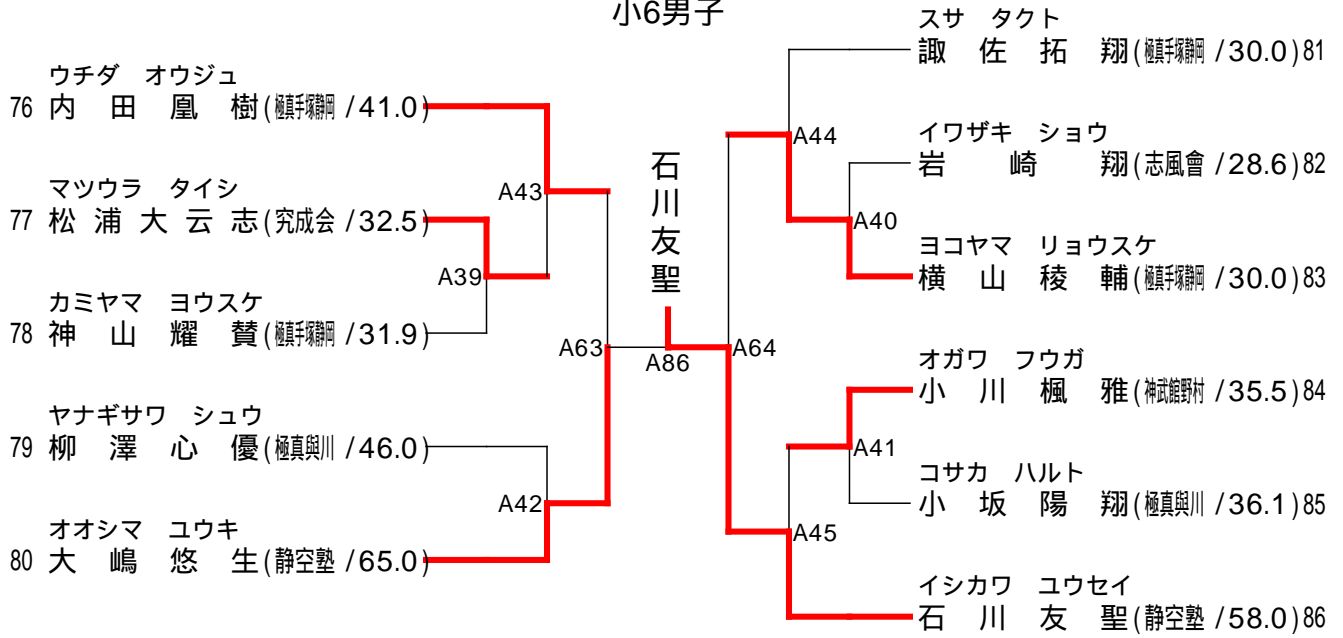 小6男子
ウチダ オウジュ
76 内田凰樹(極真手塚静岡 /41.0)
マツウラ タイシ
77 松浦大云志(究成会 /32.5)
カミヤマ ヨウスケ
78 神山耀賛(極真手塚静岡 /31.9)
ヤナギサワ シュウ
79 柳澤心優(極真與川 /46.0)
オオシマ ユウキ
80 大嶋悠生(静空塾 /65.0)
A43
A39
A42
A63
石川友聖
A86
A64
A44
A40
A41
A45
スサ タクト
諏佐拓翔(極真手塚静岡 /30.0)81
イワザキ ショウ
岩崎翔(志風會 /28.6)82
ヨコヤマ リョウスケ
横山稜輔(極真手塚静岡 /30.0)83
オガワ フウガ
小川楓雅(神武館野村 /35.5)84
コサカ ハルト
小坂陽翔(極真與川 /36.1)85
イシカワ ユウセイ
石川友聖(静空塾 /58.0)86